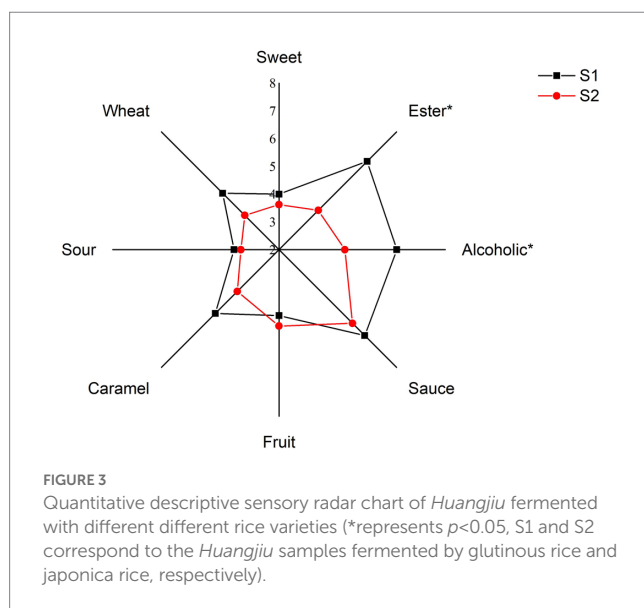 Sweet
S1
S2
8
7
6
5
4
3
2
Wheat
Ester*
Sour
Alcoholic*
Caramel
Sauce
Fruit
FIGURE 3
Quantitative descriptive sensory radar chart of Huangjiu fermented
with different different rice varieties (*represents p<0.05, S1 and S2
correspond to the Huangjiu samples fermented by glutinous rice and
japonica rice, respectively).